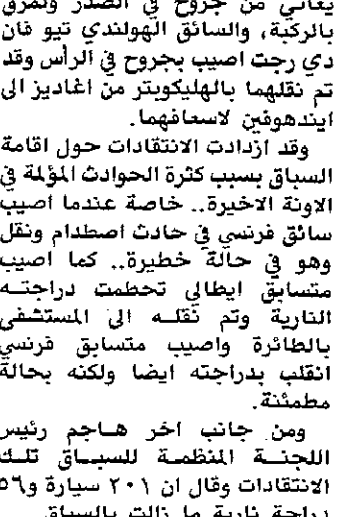 يعاني من جروح في الصدر وتمزق
بالركبة، والسائق الهولندي تيو فان
دي رجت اصيب بجروح في الرأس وقد
تم نقلهما بالهليكوبتر من اغاديز الى
ايندهوفين لاسعافهما.
وقد ازدادت الانتقادات حول اقامة
السباق بسبب كثرة الحوادث المؤلمة في
الاونة الاخيرة.. خاصة عندما اصيب
سائق فرنسي في حادث اصطدام ونقل
وهو في حالة خطيرة.. كما اصيب
متسابق ايطالي تحطمت دراجته
النارية وتم نقله الى المستشفى
بالطائرة واصيب متسابق فرنسي
انقلب بدراجته ايضا ولكنه بحالة
مطمئنة.
ومن جانب اخر هاجم رئيس
اللجنة المنظمة للسباق تلك
الانتقادات وقال ان ٢٠١ سيارة و٥٦
دراجة نارية ما زالت بالسباق